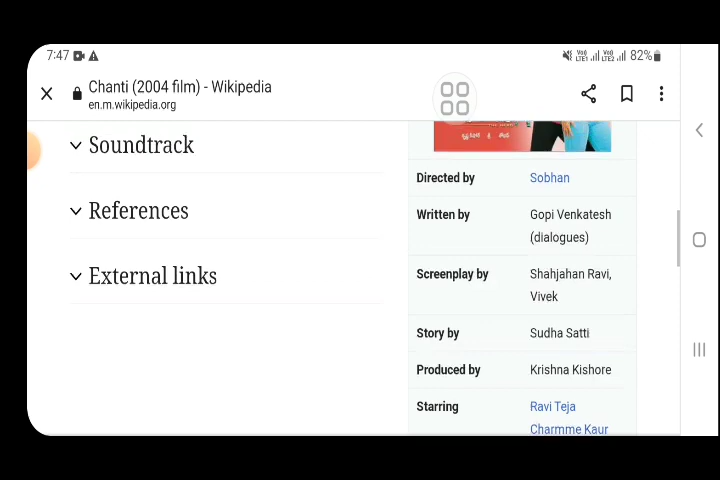 7:47
82%
Chanti (2004 film) - Wikipedia
en.m.wikipedia.org
Soundtrack
References
External links
Directed by Sobhan
Written by Gopi Venkatesh
(dialogues)
Screenplay by Shahjahan Ravi,
Vivek
Story by Sudha Satti
Produced by Krishna Kishore
Starring Ravi Teja
Charmme Kaur